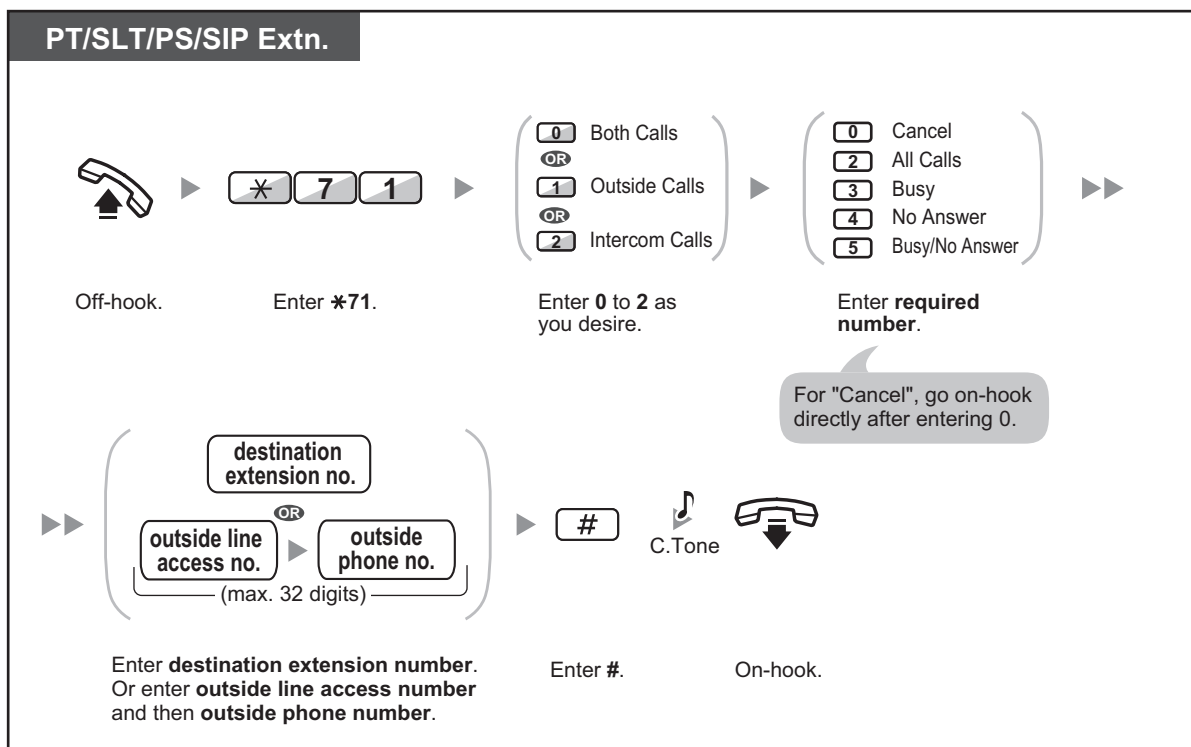 PT/SLT/PS/SIP Extn.
0 Both Calls
OR
1 Outside Calls
OR
2 Intercom Calls
0 Cancel
2 All Calls
3 Busy
4 No Answer
5 Busy/No Answer
* 7 1
Off-hook.
Enter *71.
Enter 0 to 2 as
you desire.
Enter required
number.
For "Cancel", go on-hook
directly after entering 0.
destination
extension no.
OR
outside line
access no.
outside
phone no.
(max. 32 digits)
#
C.Tone
Enter destination extension number.
Or enter outside line access number
and then outside phone number.
Enter #.
On-hook.